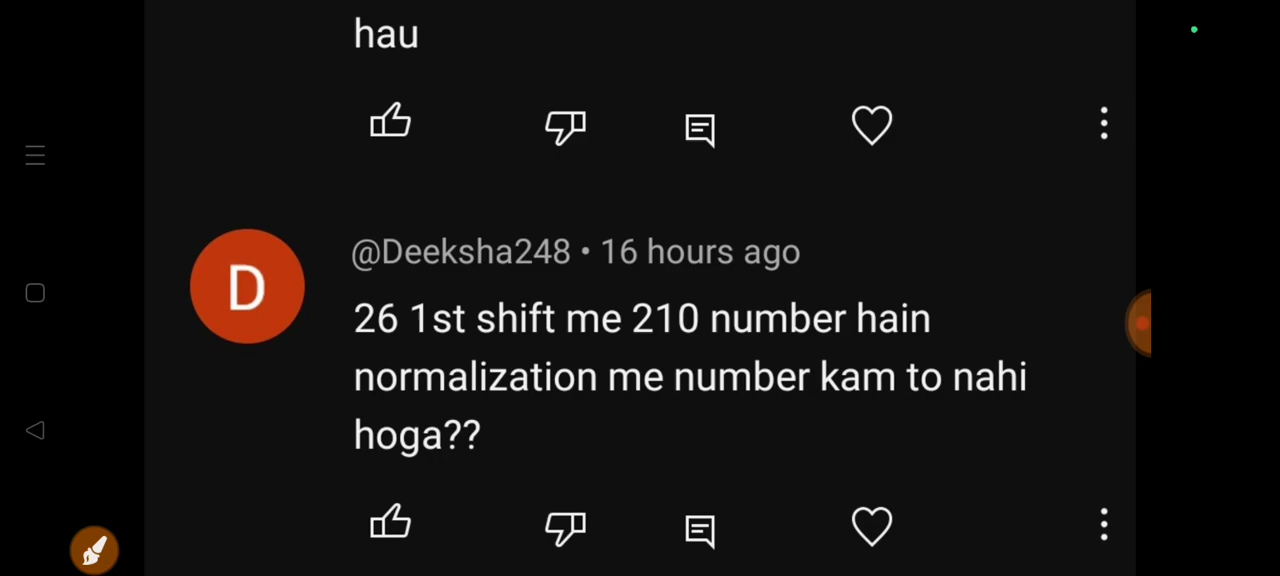 hau
@Deeksha248 • 16 hours ago
D
26 1st shift me 210 number hain
normalization me number kam to nahi
hoga??